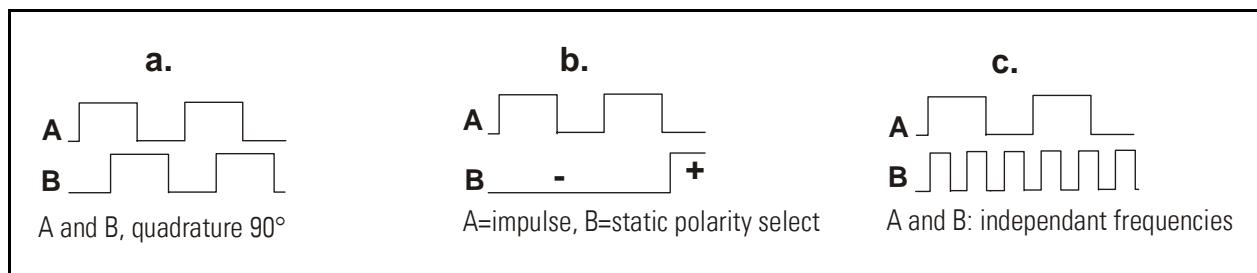 a.
A
B
A and B, quadrature 90°
b.
A
B - +
A=impulse, B=static polarity select
c.
A
B
A and B: independant frequencies